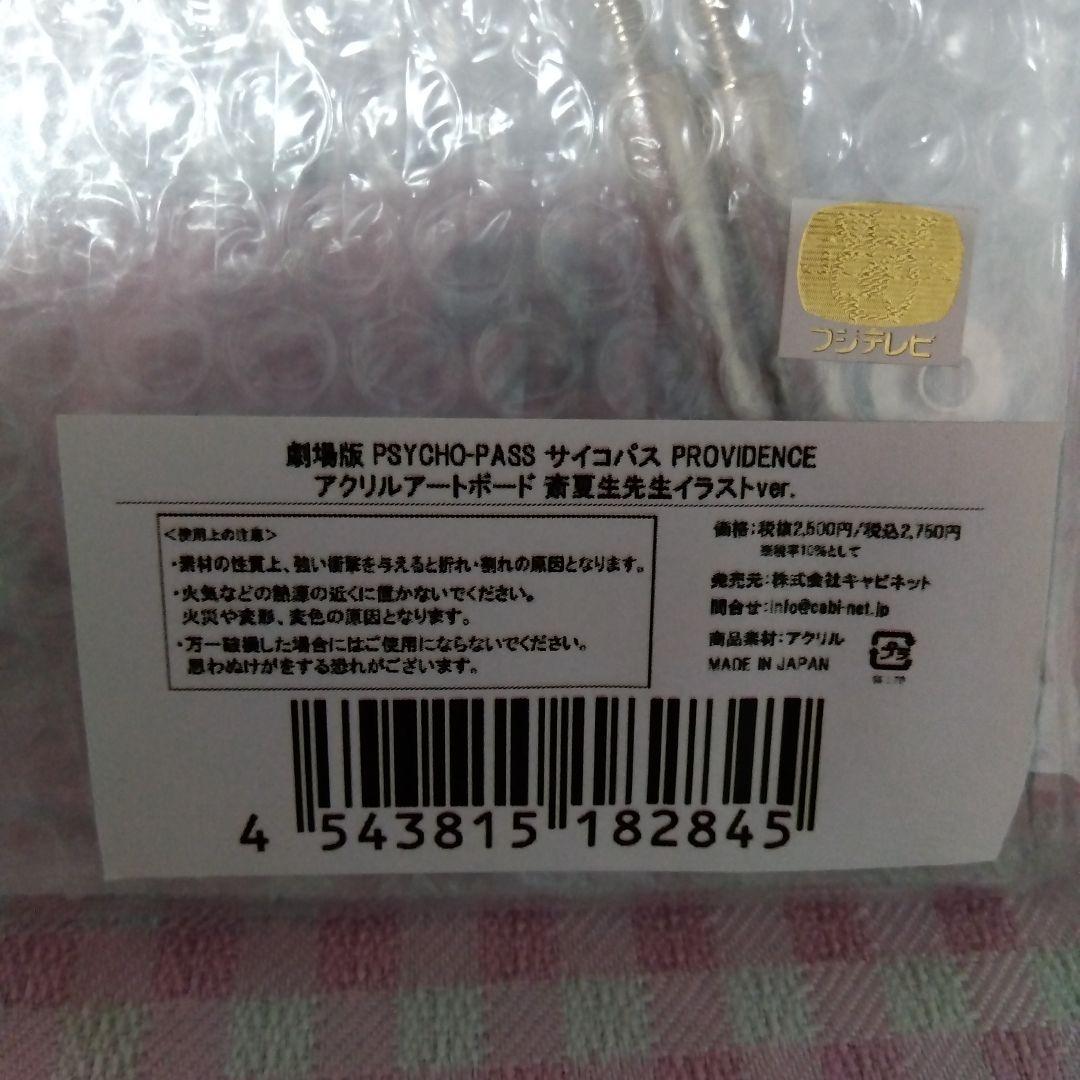 フジテレビ
劇場版 PSYCHO-PASS サイコパス PROVIDENCE
アクリルアートボード 斎夏生先生イラストver.
<使用上の注意>
・素材の性質上、強い衝撃を与えると折れ・割れの原因となります。
・火気などの熱源の近くに置かないでください。
火災や変形、変色の原因となります。
・万一破損した場合にはご使用にならないでください。
思わぬけがをする恐れがございます。
価格:税抜2,500円/税込2,750円
※税率10%として
発売元:株式会社キャビネット
問合せ:info@cabi-net.jp
商品素材:アクリル
MADE IN JAPAN
プラ
4 543815 182845